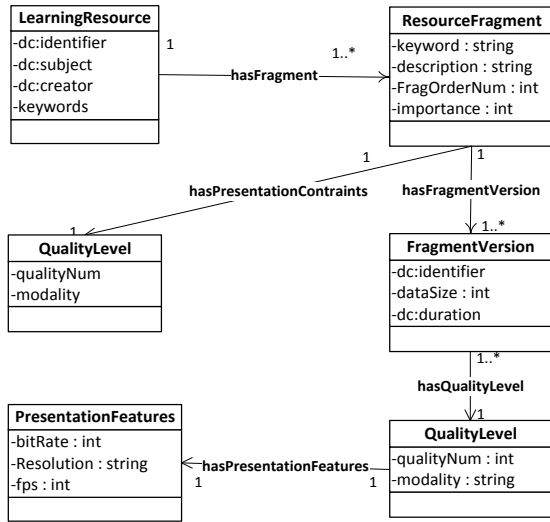 LearningResource
-dc:identifier
-dc:subject
-dc:creator
-keywords
1
1..*
hasFragment
ResourceFragment
-keyword : string
-description : string
-FragOrderNum : int
-importance : int
1
1
hasPresentationContraints
hasFragmentVersion
1
1..*
QualityLevel
-qualityNum
-modality
FragmentVersion
-dc:identifier
-dataSize : int
-dc:duration
1..*
hasQualityLevel
1
PresentationFeatures
-bitRate : int
-Resolution : string
-fps : int
hasPresentationFeatures
1
1
QualityLevel
-qualityNum : int
-modality : string